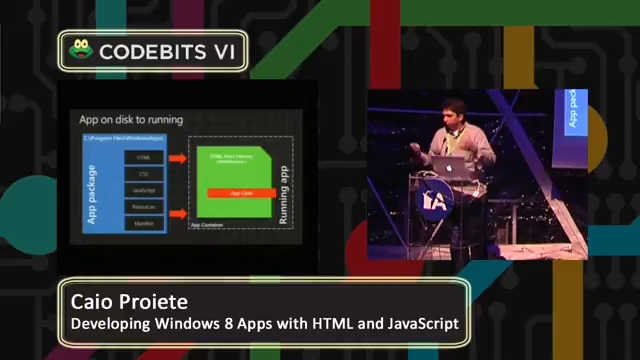 CODEBITS VI
App on disk to running
C:\Program Files\WindowsApps\
App package
HTML
CSS
JavaScript
Resources
Manifest
App Code
App Container
Running app
App pack
Caio Proiete
Developing Windows 8 Apps with HTML and JavaScript